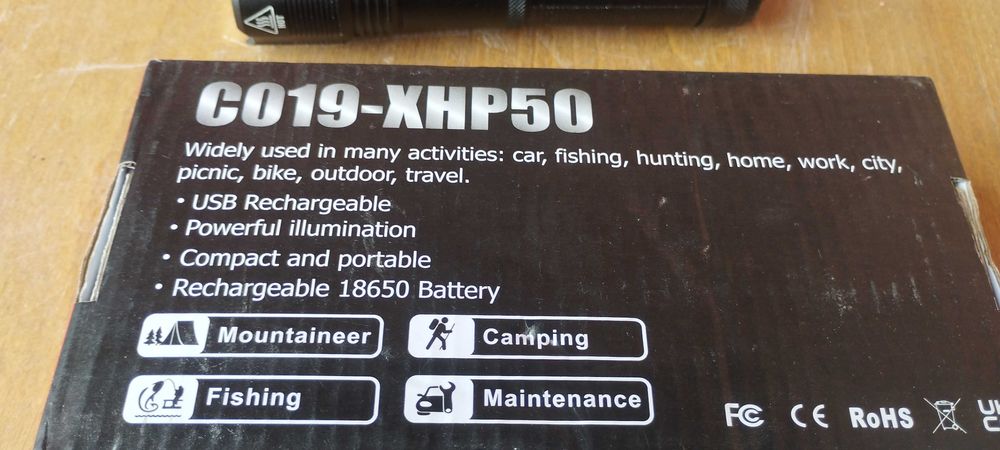 HOT
C019-XHP50
Widely used in many activities: car, fishing, hunting, home, work, city,
picnic, bike, outdoor, travel.
• USB Rechargeable
• Powerful illumination
• Compact and portable
• Rechargeable 18650 Battery
Mountaineer
Camping
Fishing
Maintenance
FC CE RoHS